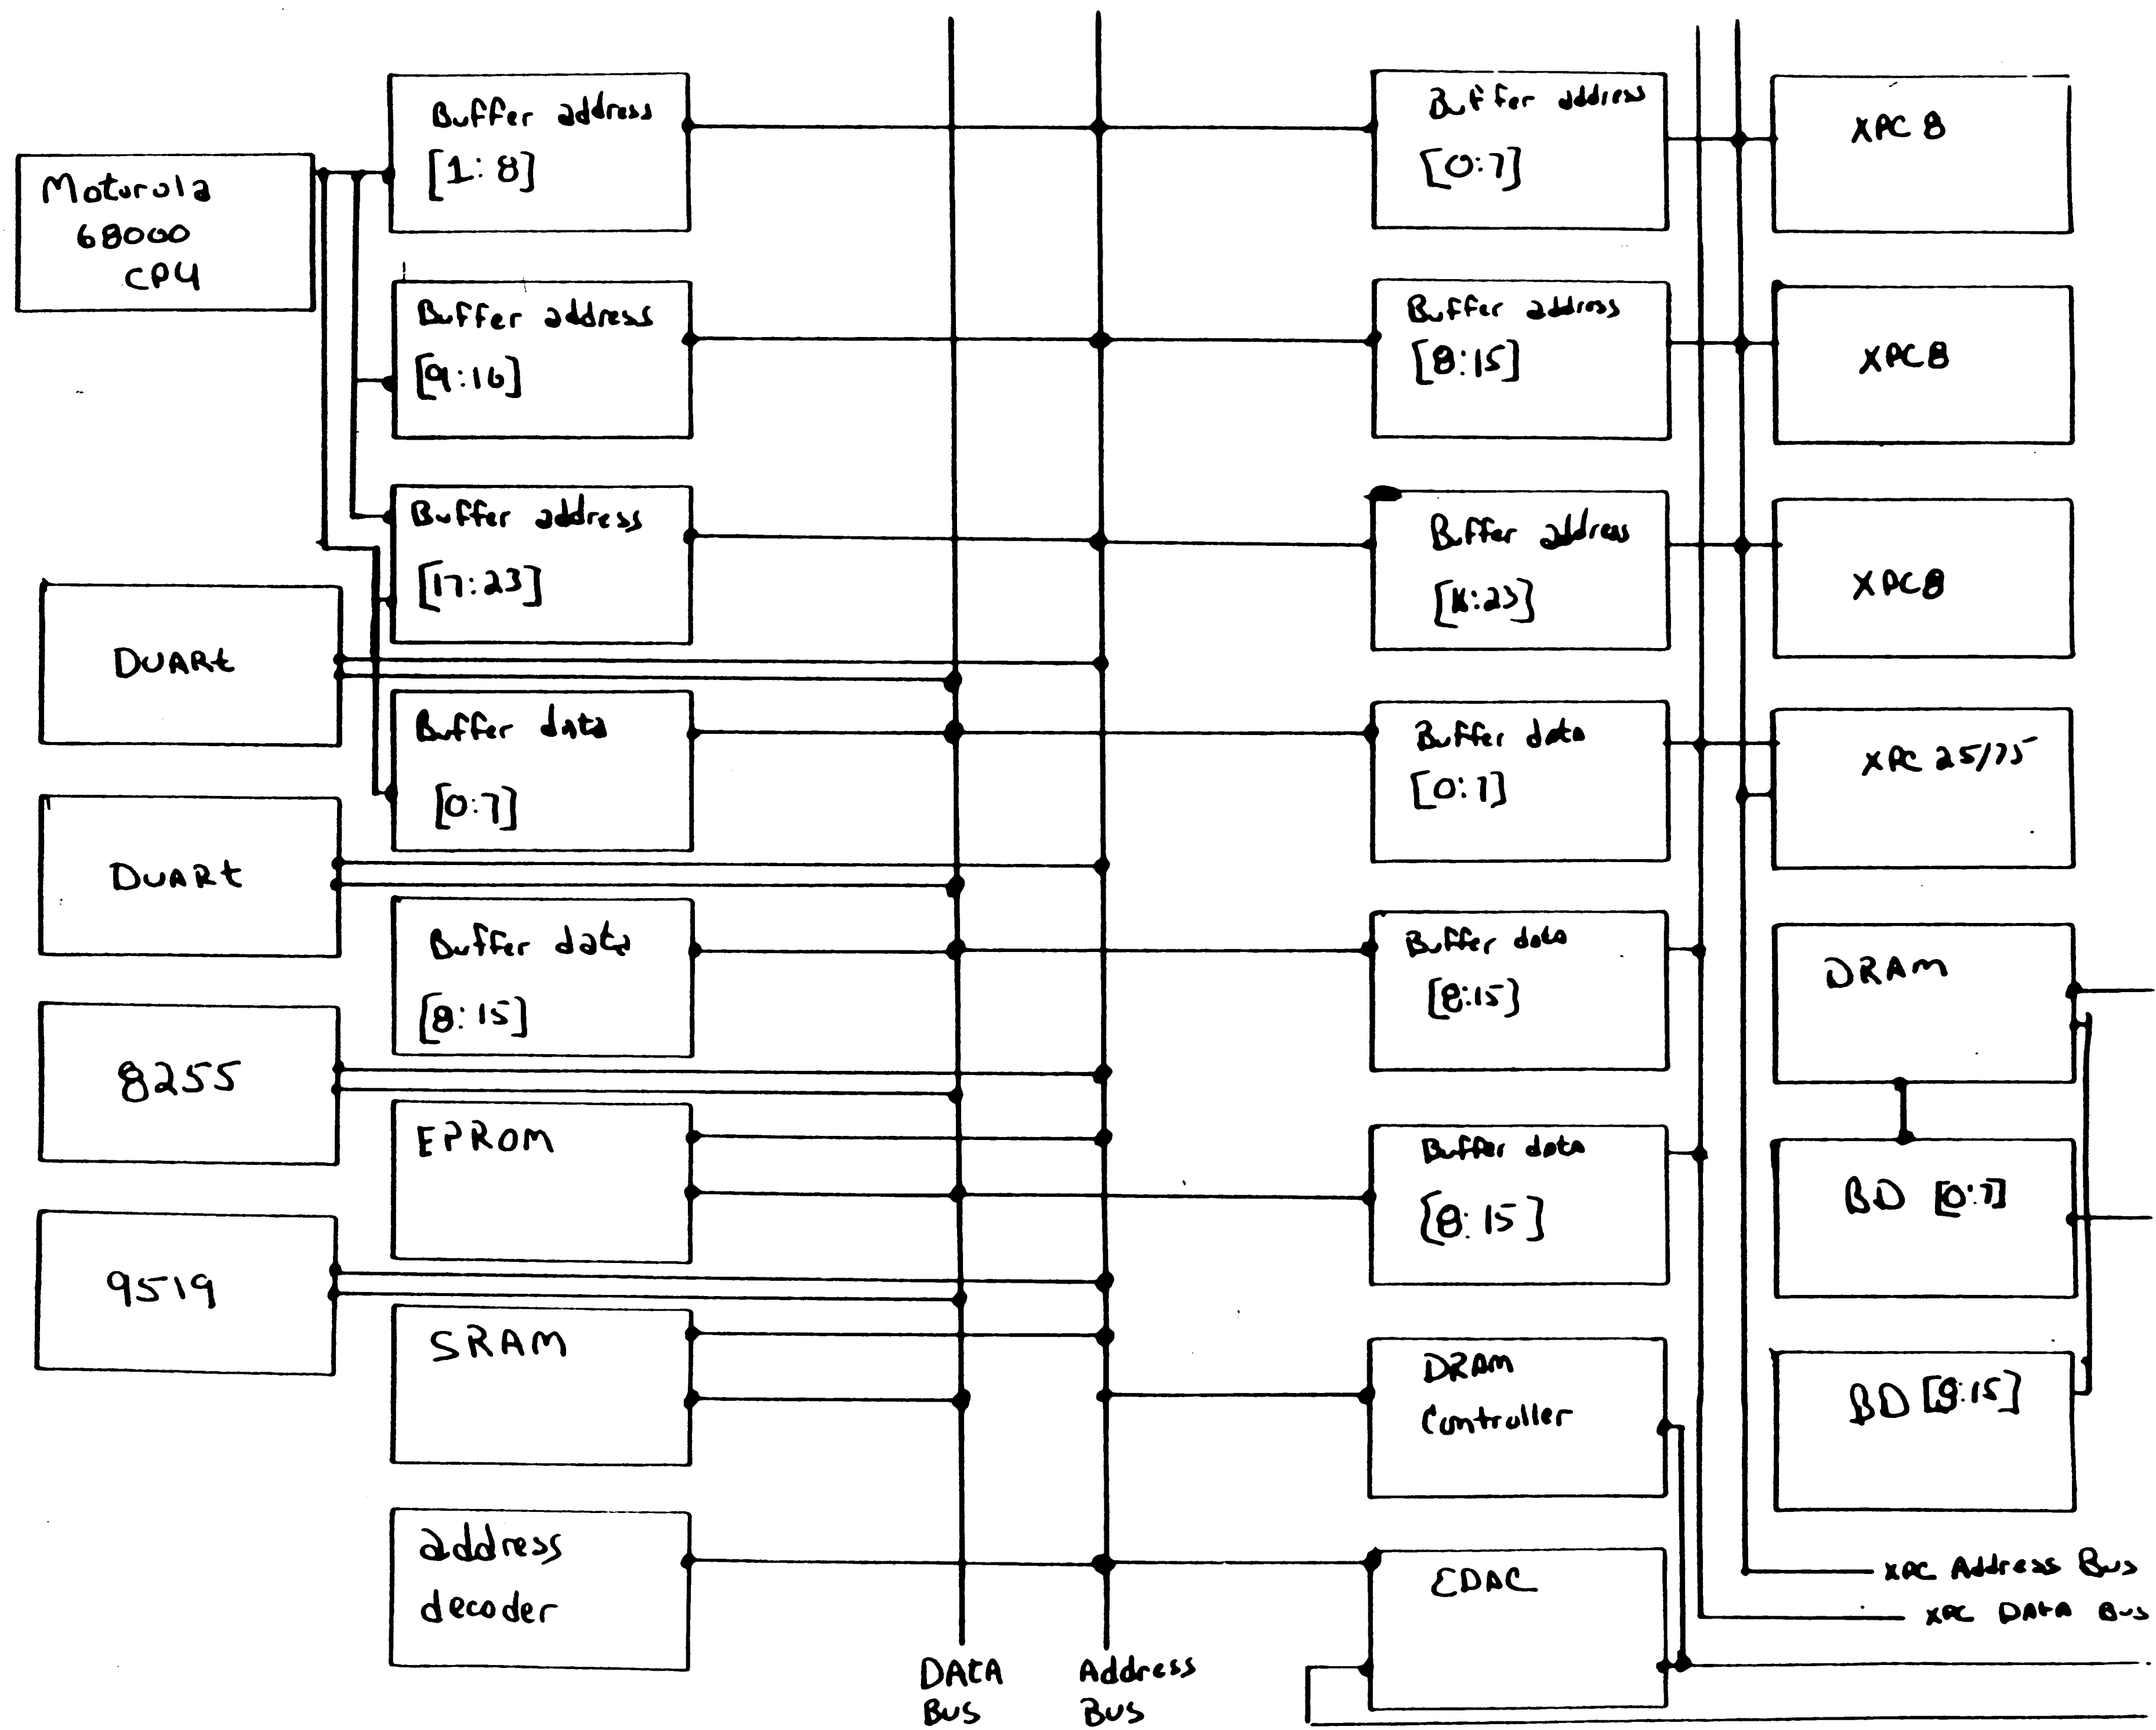 Motorola
68000
CPU
DUARt
DUARt
8255
9519
Buffer address
[1:8]
Buffer address
[9:16]
Buffer address
[17:23]
Buffer data
[0:7]
Buffer data
[8:15]
EPROM
SRAM
address
decoder
DAtA
Bus
Address
Bus
Buffer address
[0:7]
Buffer address
[8:15]
Buffer address
Buffer data
[0:7]
Buffer data
[8:15]
Buffer data
[8:15]
DRAM
Controller
EDAC
XPC 8
XPC8
XPC8
XPC 25/75
DRAM
BD [0:7]
BD [8:15]
XPC Address Bus
XPC DAtA Bus